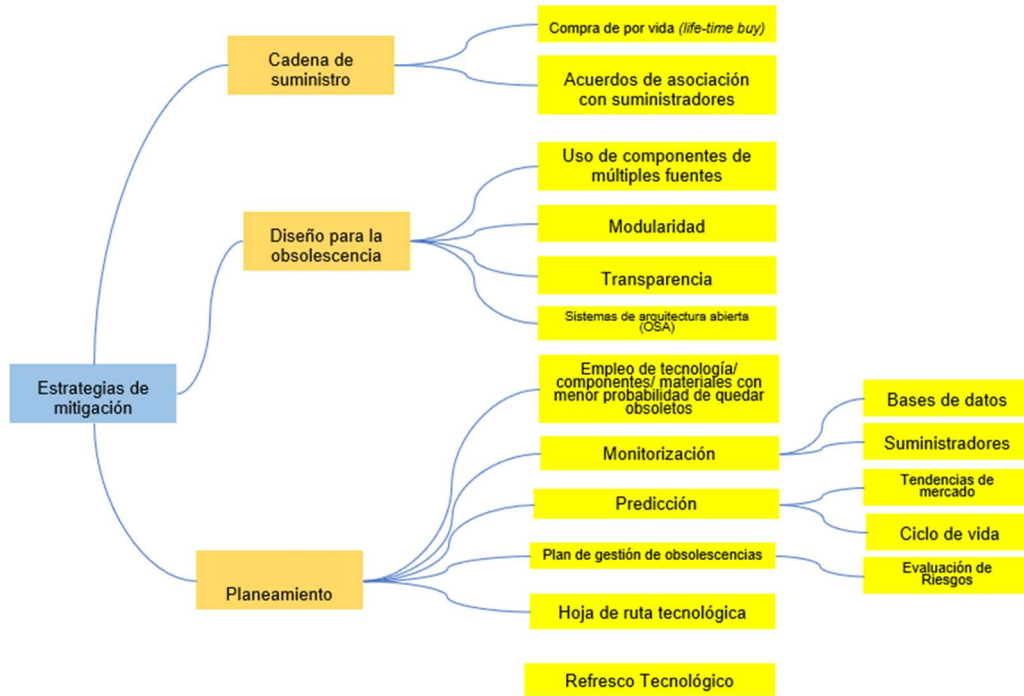 Estrategias de
mitigación
Cadena de
suministro
Compra de por vida (life-time buy)
Acuerdos de asociación
con suministradores
Diseño para la
obsolescencia
Uso de componentes de
múltiples fuentes
Modularidad
Transparencia
Sistemas de arquitectura abierta
(OSA)
Planeamiento
Empleo de tecnología/
componentes/ materiales con
menor probabilidad de quedar
obsoletos
Monitorización
Bases de datos
Suministradores
Predicción
Tendencias de
mercado
Ciclo de vida
Plan de gestión de obsolescencias
Evaluación de
Riesgos
Hoja de ruta tecnológica
Refresco Tecnológico